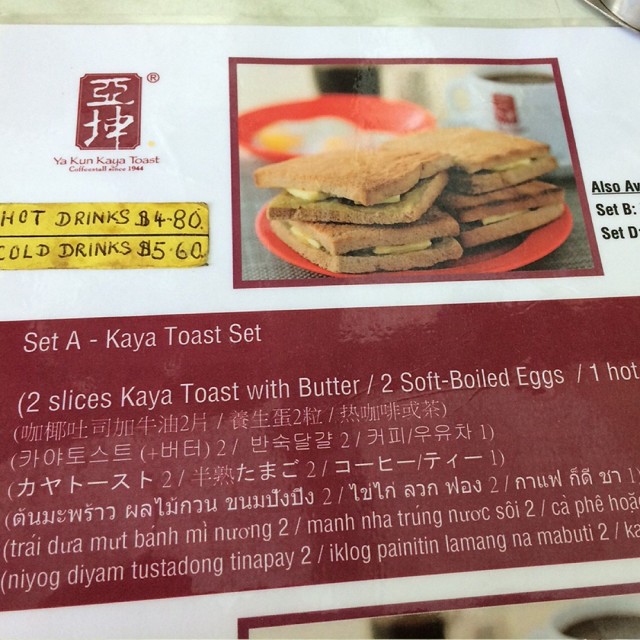 亞坤®
Ya Kun Kaya Toast
Coffeestall since 1944
HOT DRINKS $4.80
COLD DRINKS $5.60
Also
Set B:
Set D:
Set A - Kaya Toast Set
(2 slices Kaya Toast with Butter / 2 Soft-Boiled Eggs / 1 hot
(咖椰吐司加牛油2片 / 養生蛋2粒 / 热咖啡或茶)
(카야토스트 (+버터) 2 / 반숙달걀 2 / 커피/우유차 1)
(カヤトースト 2 / 半熟たまご 2 / コーヒー/ティー 1)
(ต้นมะพร้าว ผลไม้กวน ขนมปังปิ้ง 2 / ไข่ไก่ ลวก ฟอง 2 / กาแฟ ก็ดี ชา 1
(trái dưa mưt bánh mì nương 2 / manh nha trúng nược sôi 2 / cà phê
(niyog diyam tustadong tinapay 2 / iklog painitin lamang na mabuti 2 /